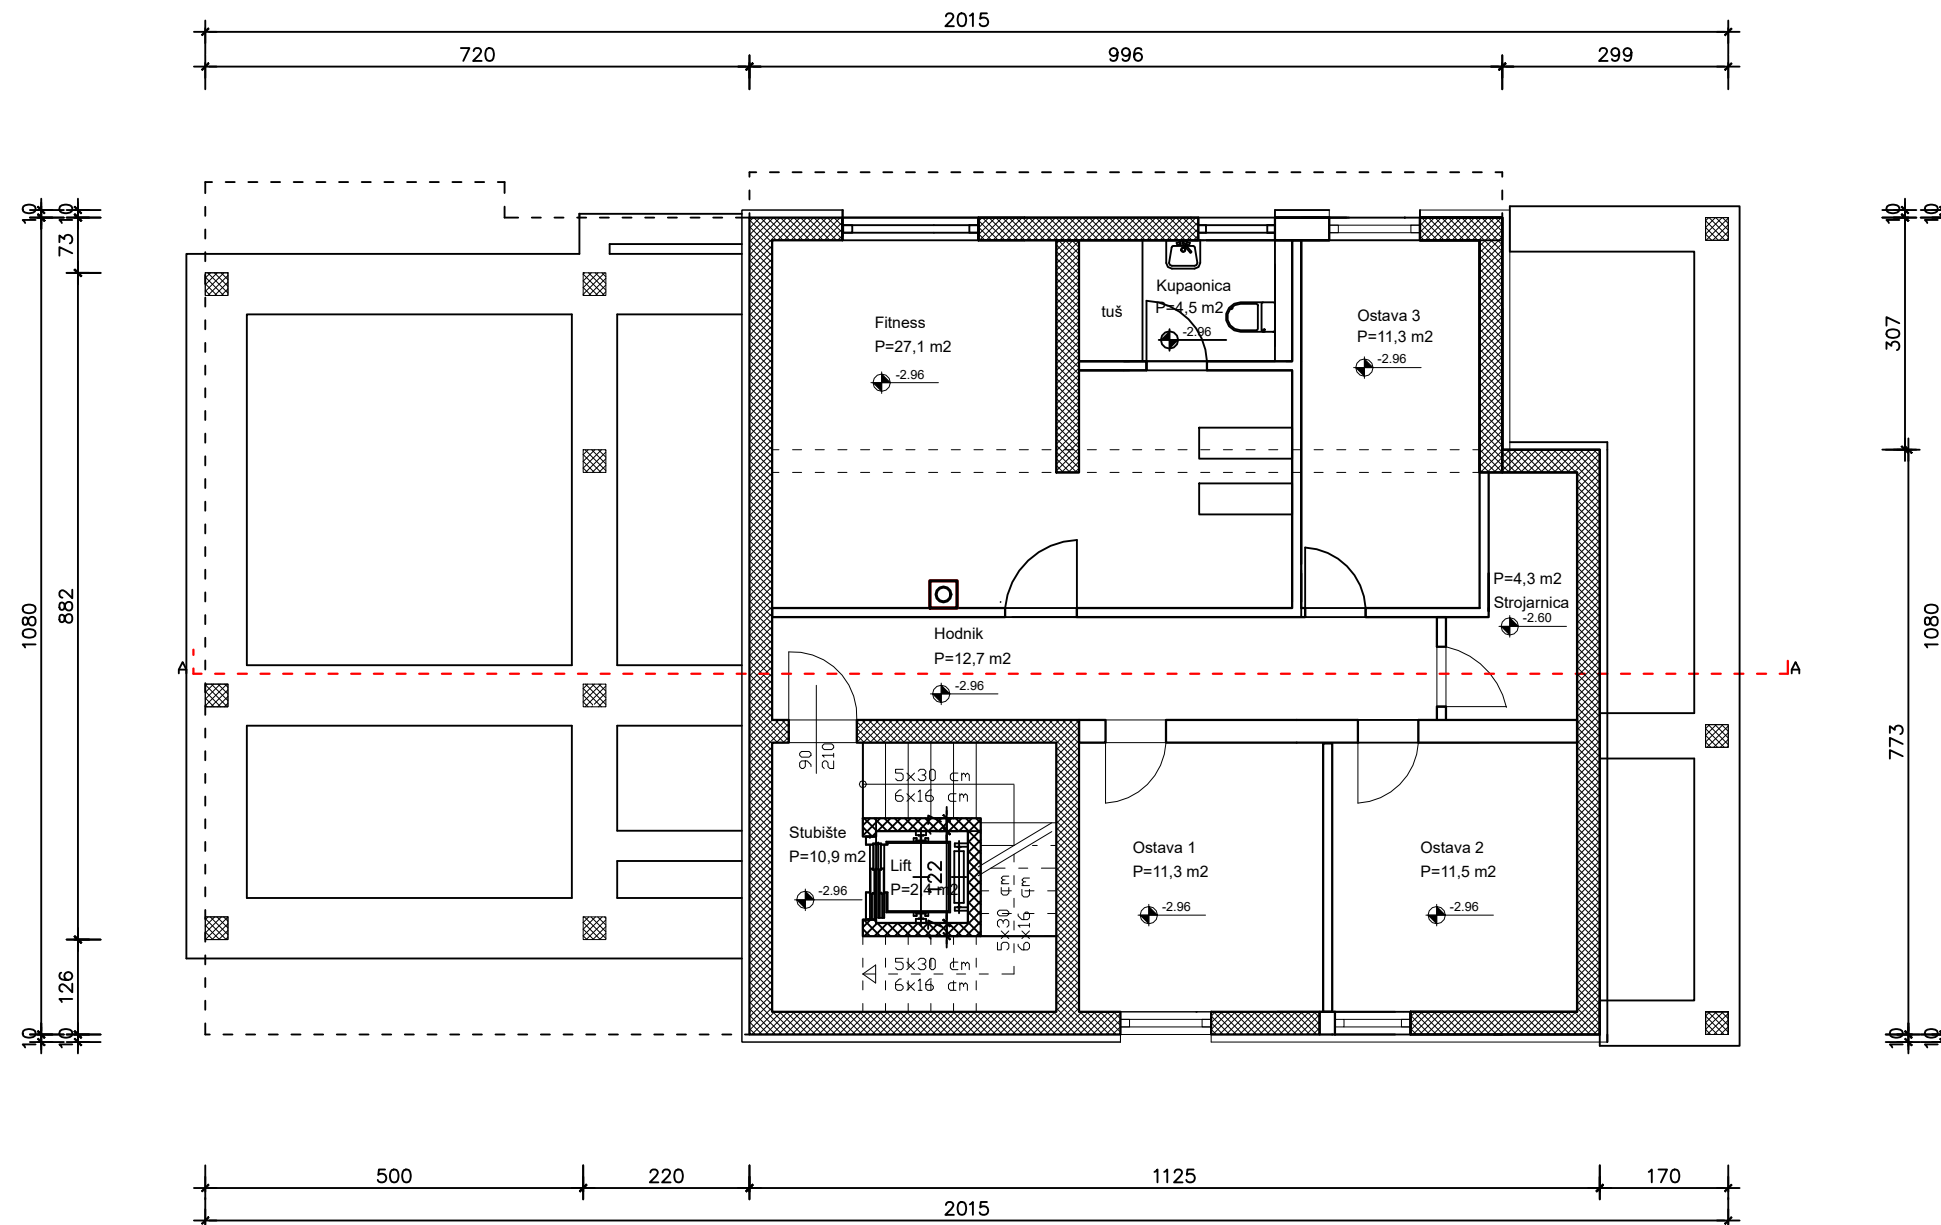 2015
720
996
299
10
10
73
882
1080
126
10
10
10
10
307
1080
773
10
10
Fitness
P=27,1 m2
-2.96
tuš
Kupaonica
P=4,5 m2
-2.96
Ostava 3
P=11,3 m2
-2.96
P=4,3 m2
Strojarnica
-2.60
Hodnik
P=12,7 m2
-2.96
A
A
90
210
5x30 cm
6x16 cm
Stubište
P=10,9 m2
-2.96
Lift
P=2,4 m2
122
5x30 cm
6x16 cm
5x30 cm
6x16 cm
Ostava 1
P=11,3 m2
-2.96
Ostava 2
P=11,5 m2
-2.96
500
220
1125
170
2015